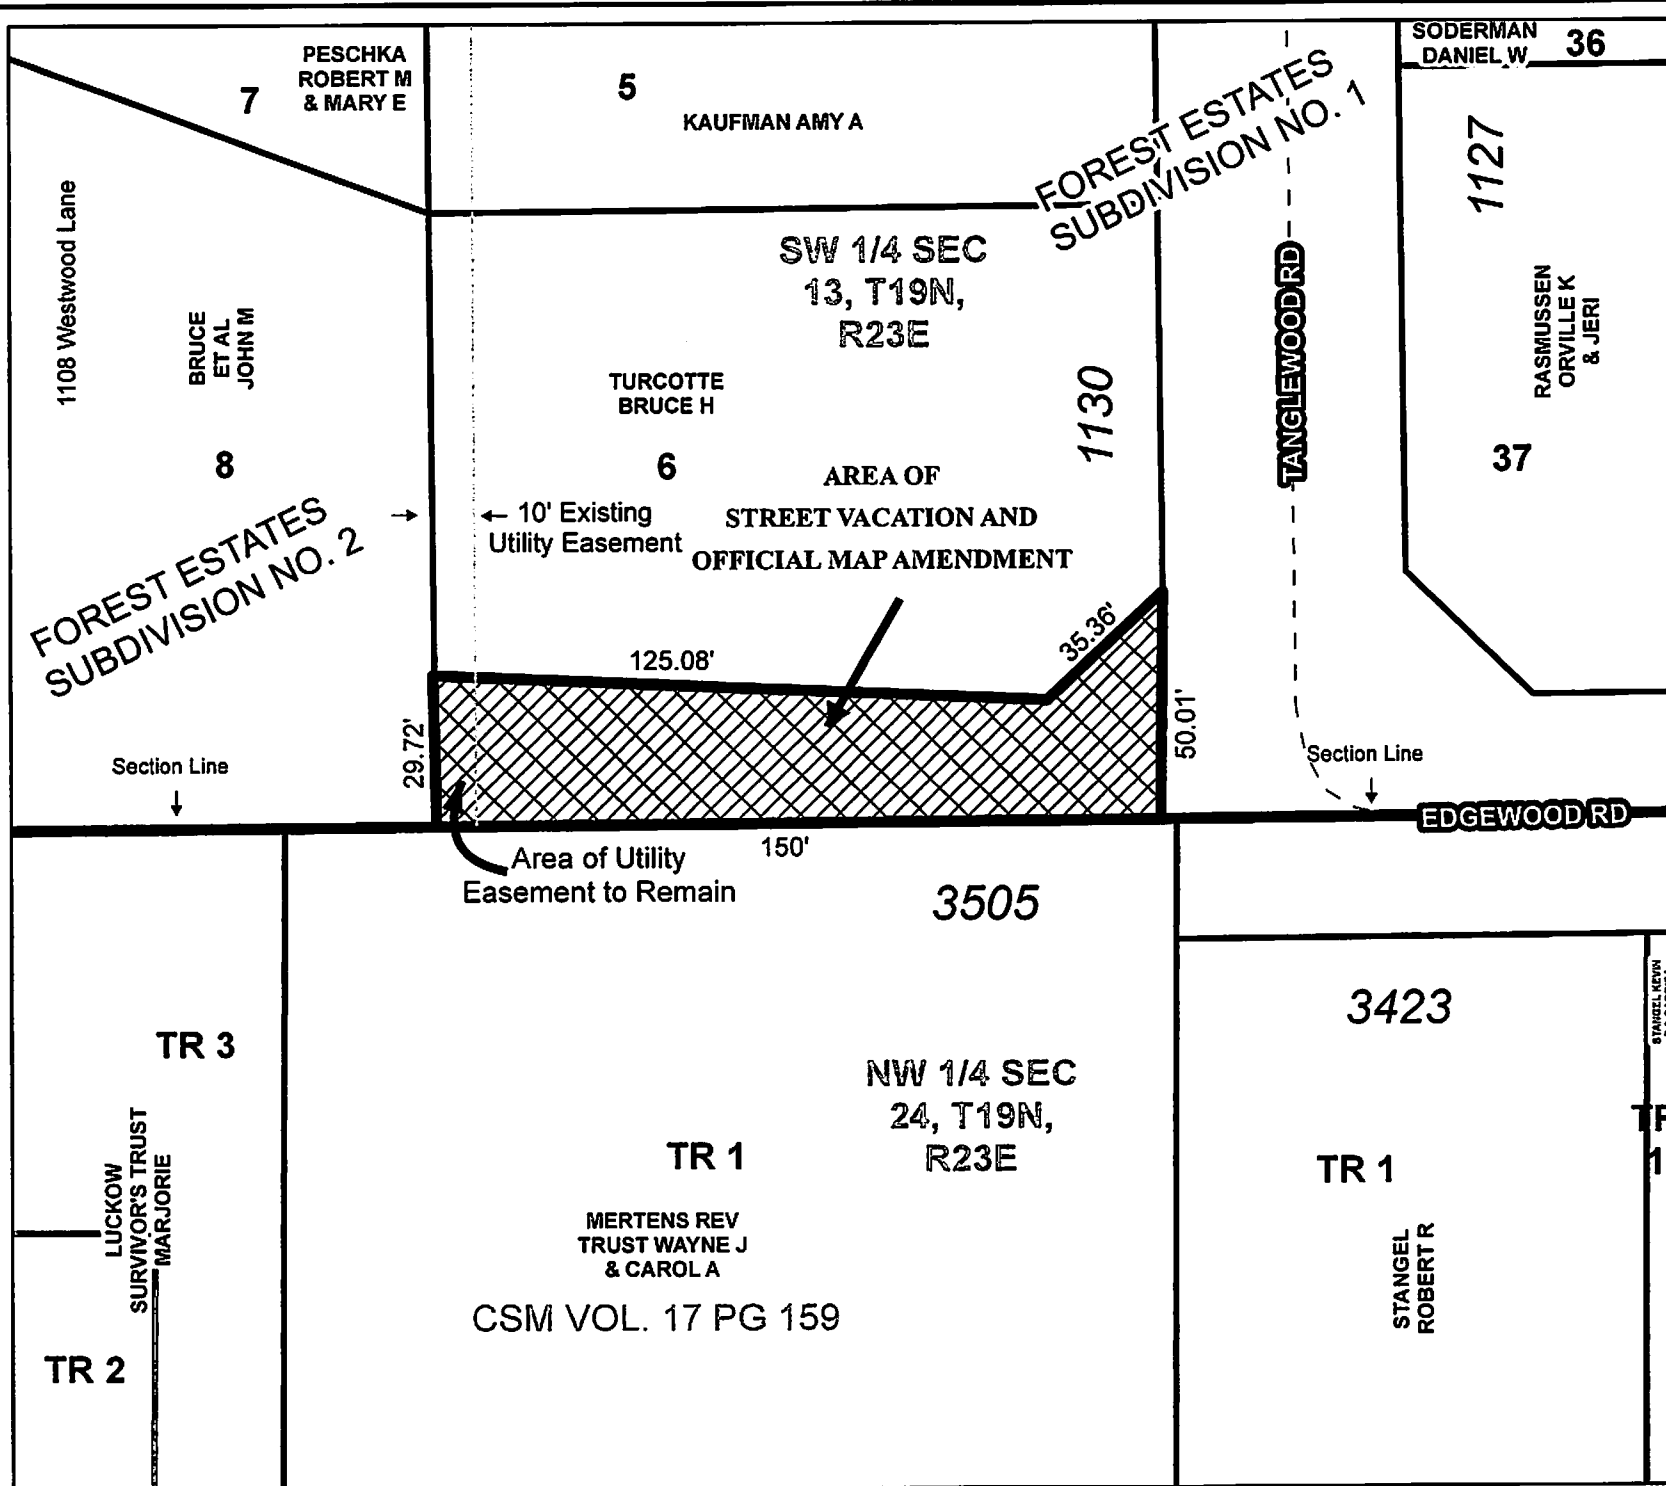 PESCHKA
ROBERT M
& MARY E
7
5
KAUFMAN AMY A
FOREST ESTATES
SUBDIVISION NO. 1
SODERMAN
DANIEL W
36
1127
1108 Westwood Lane
BRUCE
ET AL
JOHN M
8
SW 1/4 SEC
13, T19N,
R23E
TURCOTTE
BRUCE H
6
1130
TANGLEWOOD RD
RASMUSSEN
ORVILLE K
& JERI
37
AREA OF
STREET VACATION AND
OFFICIAL MAP AMENDMENT
10' Existing
Utility Easement
FOREST ESTATES
SUBDIVISION NO. 2
125.08'
35.36'
29.72'
50.01'
Section Line
Section Line
EDGEWOOD RD
150'
Area of Utility
Easement to Remain
3505
3423
STANGEL KEVIN
TR 3
NW 1/4 SEC
24, T19N,
R23E
TR 1
TR 1
TR
1
LUCKOW
SURVIVOR'S TRUST
MARJORIE
MERTENS REV
TRUST WAYNE J
& CAROL A
STANGEL
ROBERT R
CSM VOL. 17 PG 159
TR 2